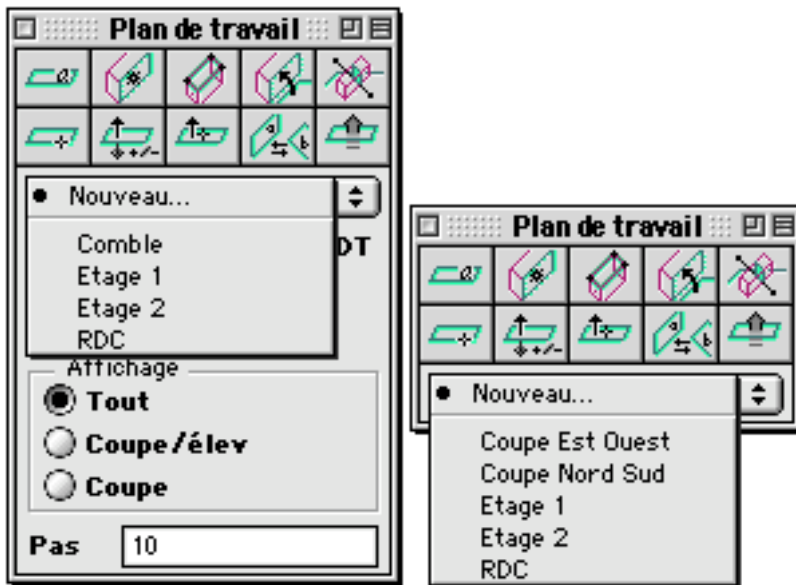 Plan de travail
a
+/-
a b
Nouveau...
Comble
DT
Etage 1
Etage 2
RDC
Affichage
Tout
Coupe/élev
Coupe
Pas 10
Plan de travail
a
+/-
a b
Nouveau...
Coupe Est Ouest
Coupe Nord Sud
Etage 1
Etage 2
RDC